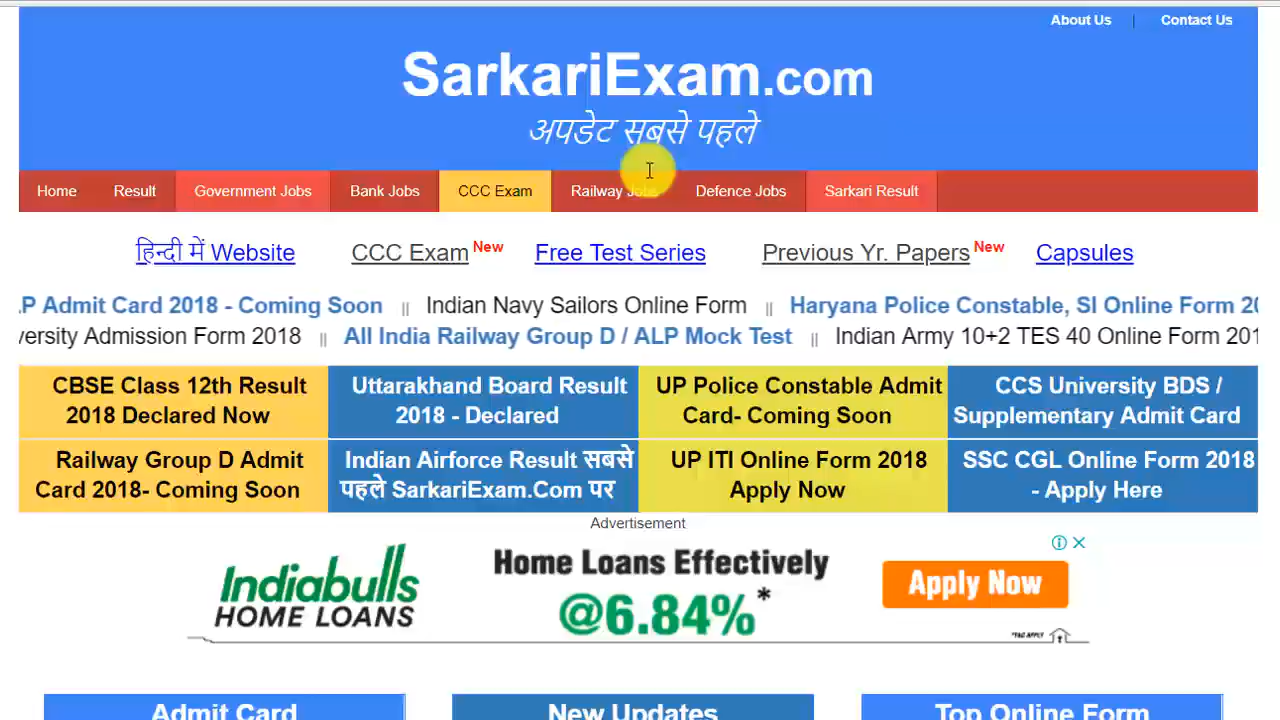 About Us | Contact Us
SarkariExam.com
अपडेट सबसे पहले
Home Result Government Jobs Bank Jobs CCC Exam Railway Jobs Defence Jobs Sarkari Result
हिन्दी में Website CCC Exam New Free Test Series Previous Yr. Papers New Capsules
P Admit Card 2018 - Coming Soon || Indian Navy Sailors Online Form || Haryana Police Constable, SI Online Form 20
versity Admission Form 2018 || All India Railway Group D / ALP Mock Test || Indian Army 10+2 TES 40 Online Form 201
CBSE Class 12th Result
2018 Declared Now
Uttarakhand Board Result
2018 - Declared
UP Police Constable Admit
Card- Coming Soon
CCS University BDS /
Supplementary Admit Card
Railway Group D Admit
Card 2018- Coming Soon
Indian Airforce Result सबसे
पहले SarkariExam.Com पर
UP ITI Online Form 2018
Apply Now
SSC CGL Online Form 2018
- Apply Here
Advertisement
Indiabulls
HOME LOANS
Home Loans Effectively
@6.84%*
Apply Now
*T&C APPLY
Admit Card
New Updates
Top Online Form